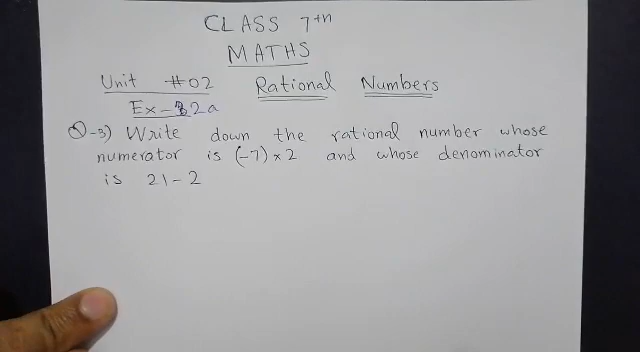 CLASS 7th
MATHS
Unit #02 Rational Numbers
Ex-2a
Q-3) Write down the rational number whose
numerator is (-7)×2 and whose denominator
is 21-2